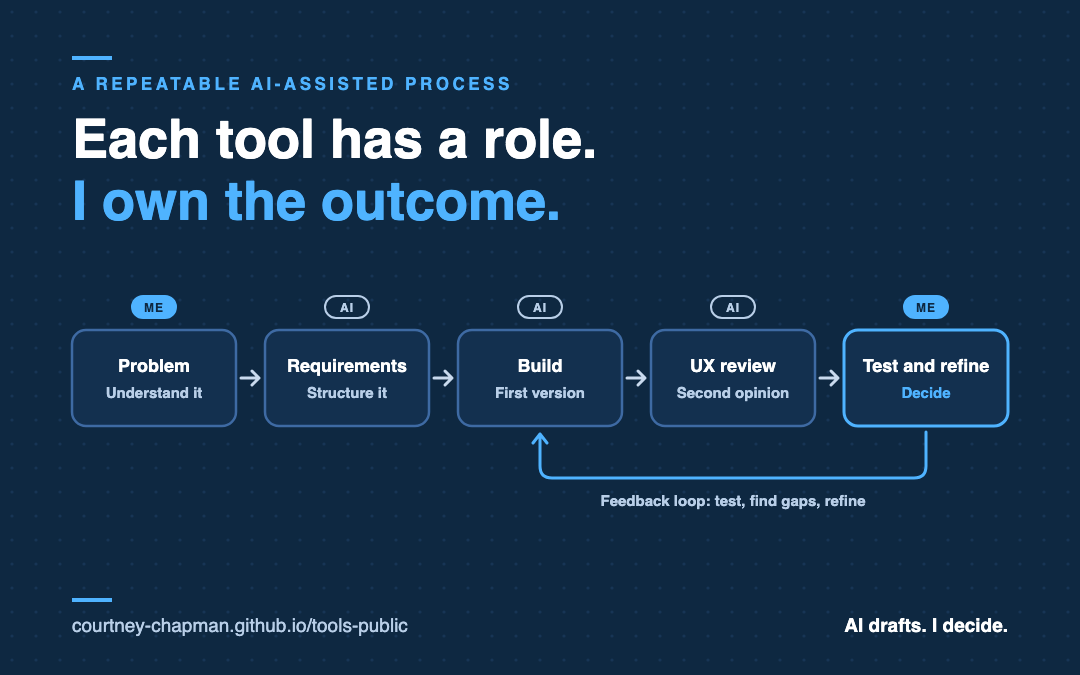 A REPEATABLE AI-ASSISTED PROCESS
Each tool has a role.
I own the outcome.
ME
AI
AI
AI
ME
Problem
Understand it
Requirements
Structure it
Build
First version
UX review
Second opinion
Test and refine
Decide
Feedback loop: test, find gaps, refine
courtney-chapman.github.io/tools-public
AI drafts. I decide.